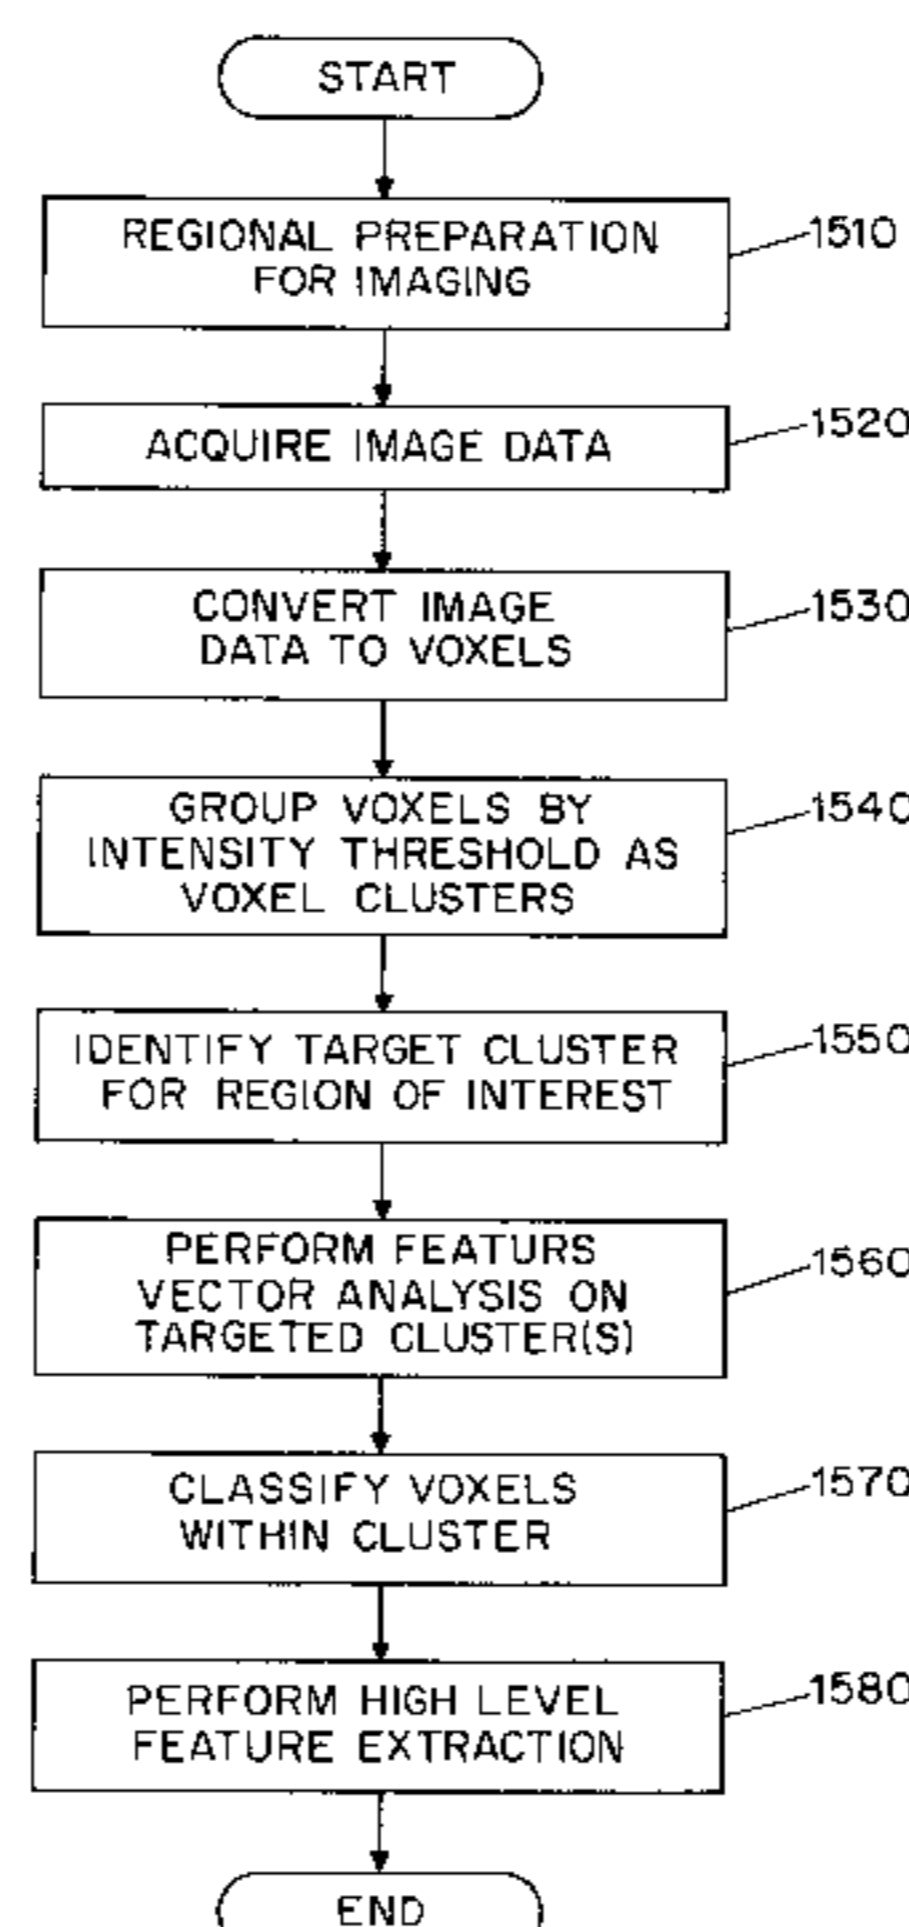 START
REGIONAL PREPARATION
FOR IMAGING
1510
ACQUIRE IMAGE DATA
1520
CONVERT IMAGE
DATA TO VOXELS
1530
GROUP VOXELS BY
INTENSITY THRESHOLD AS
VOXEL CLUSTERS
1540
IDENTIFY TARGET CLUSTER
FOR REGION OF INTEREST
1550
PERFORM FEATURS
VECTOR ANALYSIS ON
TARGETED CLUSTER(S)
1560
CLASSIFY VOXELS
WITHIN CLUSTER
1570
PERFORM HIGH LEVEL
FEATURE EXTRACTION
1580
END